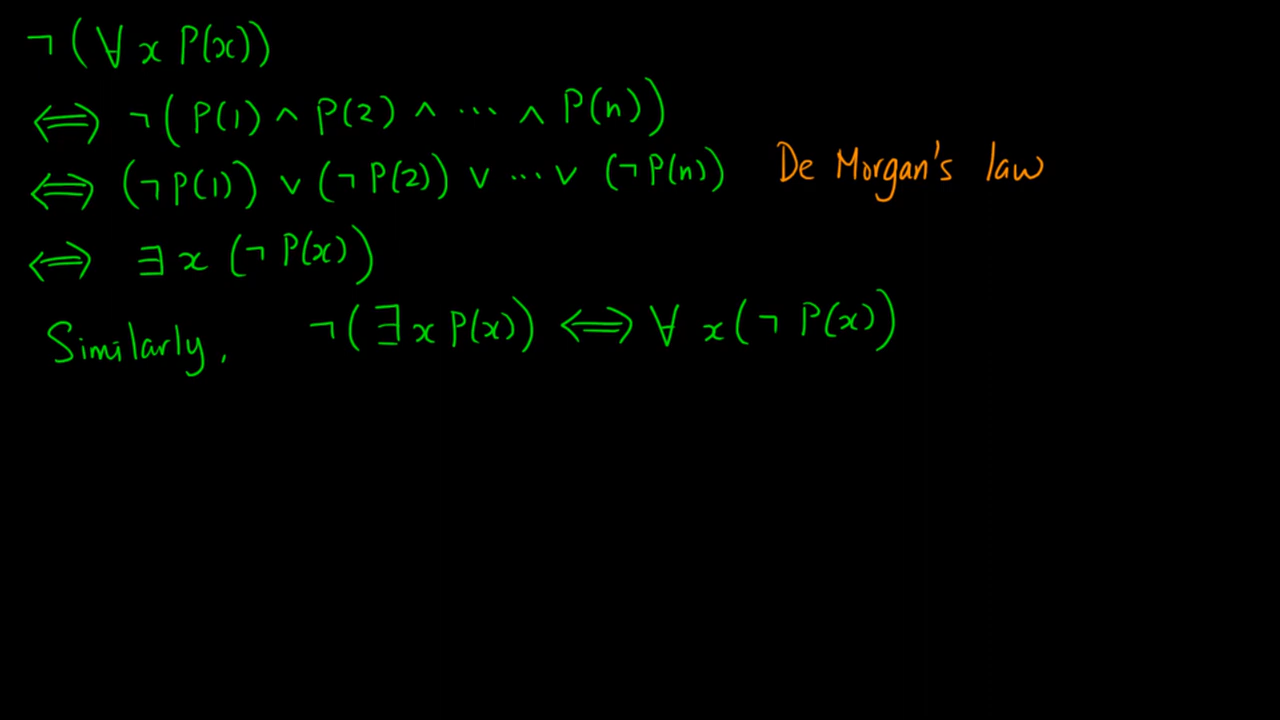 ¬(∀x P(x))
⟺ ¬(P(1) ∧ P(2) ∧ ⋯ ∧ P(n))
⟺ (¬P(1)) ∨ (¬P(2)) ∨ ⋯ ∨ (¬P(n)) De Morgan's law
⟺ ∃x (¬P(x))
Similarly, ¬(∃x P(x)) ⟺ ∀x(¬P(x))